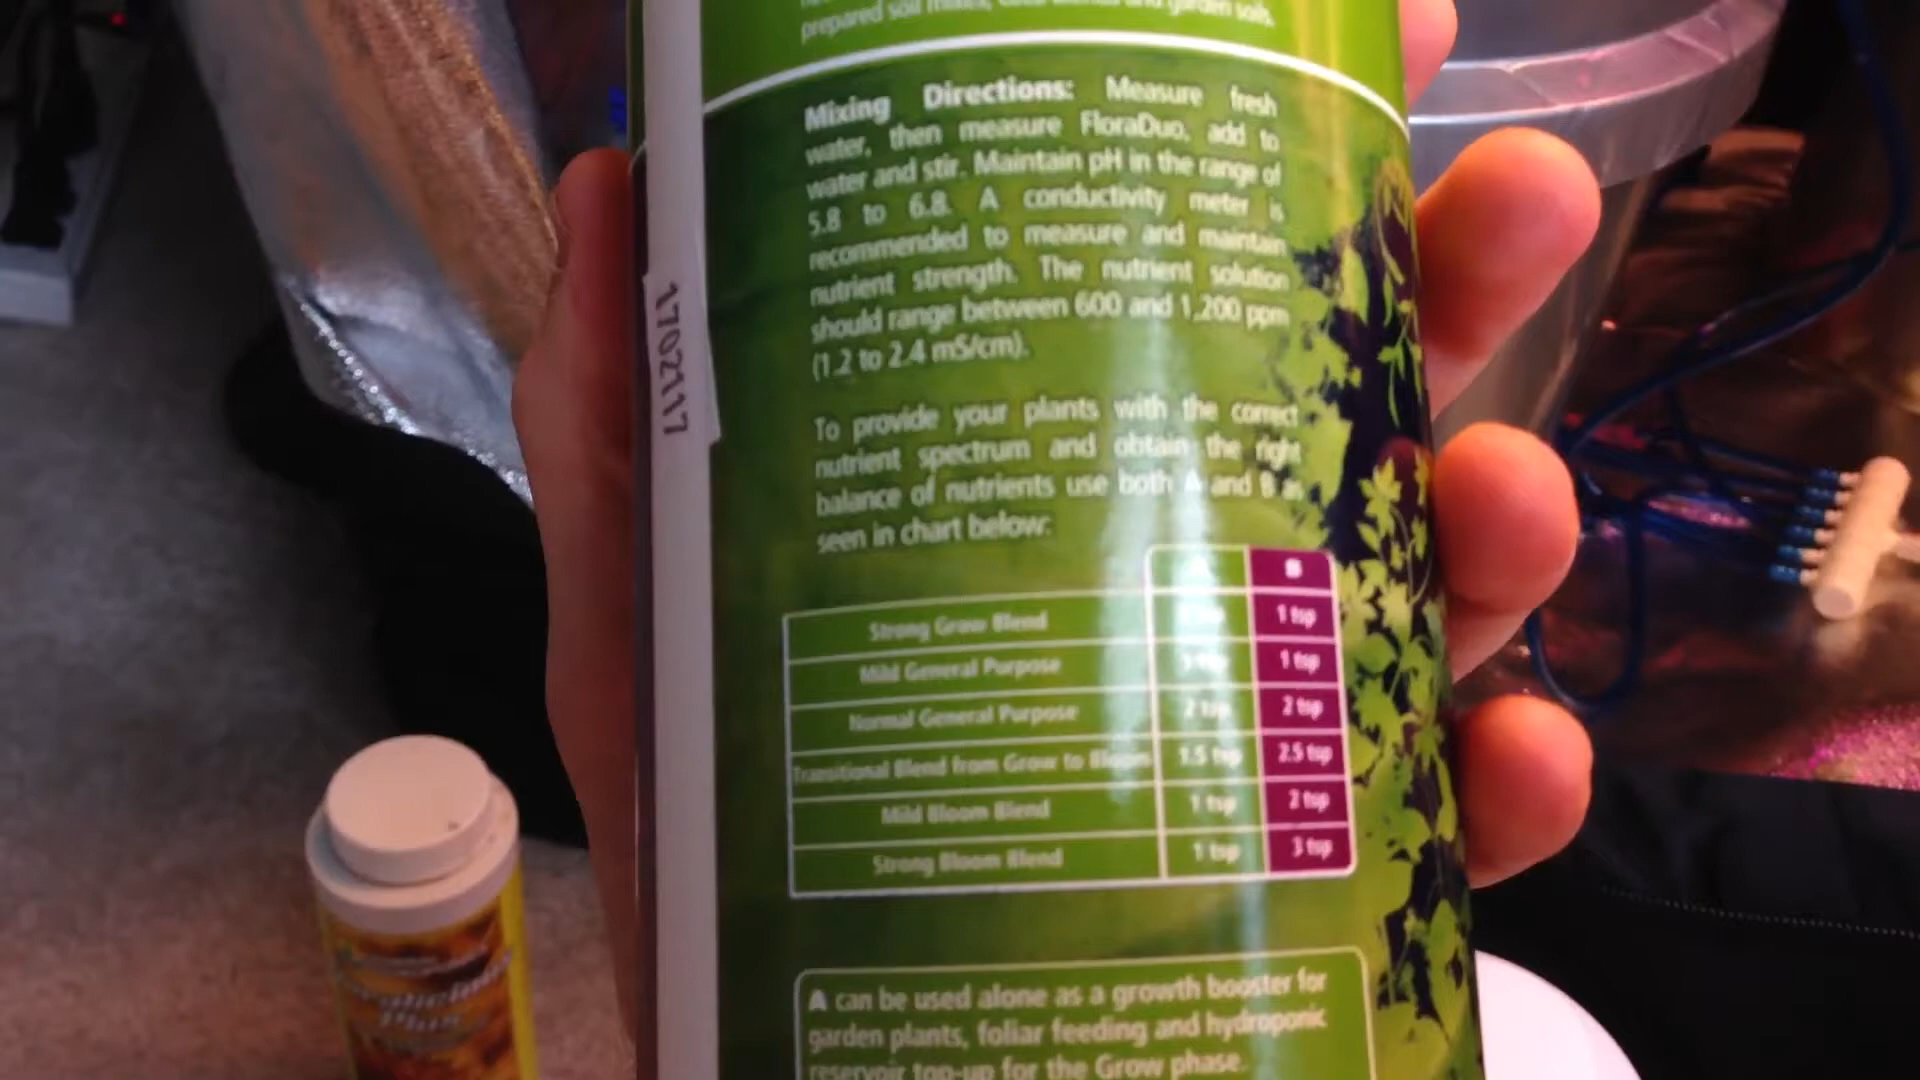 prepared soil mixes, and garden soils.
Mixing Directions: Measure fresh
water, then measure FloraDuo, add to
water and stir. Maintain pH in the range of
5.8 to 6.8. A conductivity meter is
recommended to measure and maintain
nutrient strength. The nutrient solution
should range between 600 and 1,200 ppm
(1.2 to 2.4 mS/cm).
To provide your plants with the correct
nutrient spectrum and obtain the right
balance of nutrients use both A and B as
seen in chart below:
A B
Strong Grow Blend 1 tsp
Mild General Purpose 1 tsp
Normal General Purpose 2 tsp 2 tsp
Transitional Blend from Grow to Bloom 1.5 tsp 2.5 tsp
Mild Bloom Blend 1 tsp 2 tsp
Strong Bloom Blend 1 tsp 3 tsp
A can be used alone as a growth booster for
garden plants, foliar feeding and hydroponic
reservoir top-up for the Grow phase.
1702117
Plus